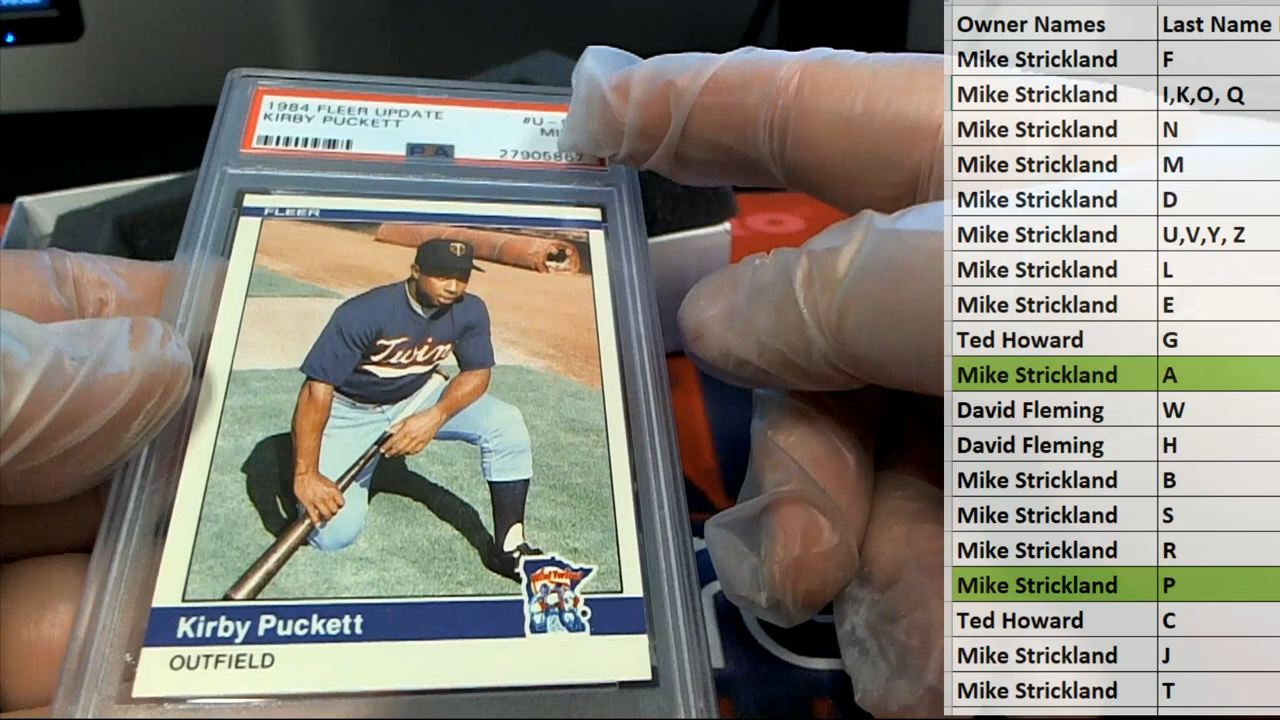 1984 FLEER UPDATE
KIRBY PUCKETT
#U-
PSA
27905867
FLEER
Twins
Kirby Puckett
OUTFIELD
Owner Names Last Name
Mike Strickland F
Mike Strickland I,K,O, Q
Mike Strickland N
Mike Strickland M
Mike Strickland D
Mike Strickland U,V,Y, Z
Mike Strickland L
Mike Strickland E
Ted Howard G
Mike Strickland A
David Fleming W
David Fleming H
Mike Strickland B
Mike Strickland S
Mike Strickland R
Mike Strickland P
Ted Howard C
Mike Strickland J
Mike Strickland T